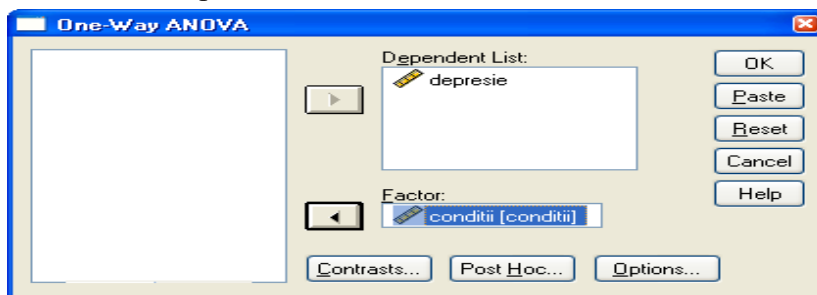 One-Way ANOVA
Dependent List:
depresie
Factor:
conditii [conditii]
OK
Paste
Reset
Cancel
Help
Contrasts...
Post Hoc...
Options...